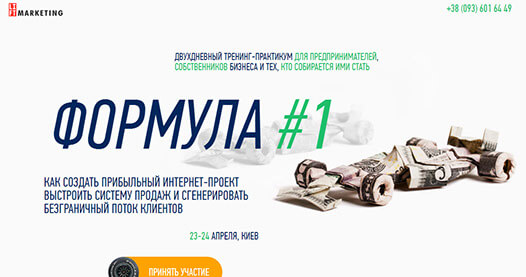 LIFT
MARKETING
+38 (093) 601 64 49
ДВУХДНЕВНЫЙ ТРЕНИНГ-ПРАКТИКУМ ДЛЯ ПРЕДПРИНИМАТЕЛЕЙ,
СОБСТВЕННИКОВ БИЗНЕСА И ТЕХ, КТО СОБИРАЕТСЯ ИМИ СТАТЬ
ФОРМУЛА #1
КАК СОЗДАТЬ ПРИБЫЛЬНЫЙ ИНТЕРНЕТ-ПРОЕКТ
ВЫСТРОИТЬ СИСТЕМУ ПРОДАЖ И СГЕНЕРИРОВАТЬ
БЕЗГРАНИЧНЫЙ ПОТОК КЛИЕНТОВ
23-24 АПРЕЛЯ, КИЕВ
ПРИНЯТЬ УЧАСТИЕ